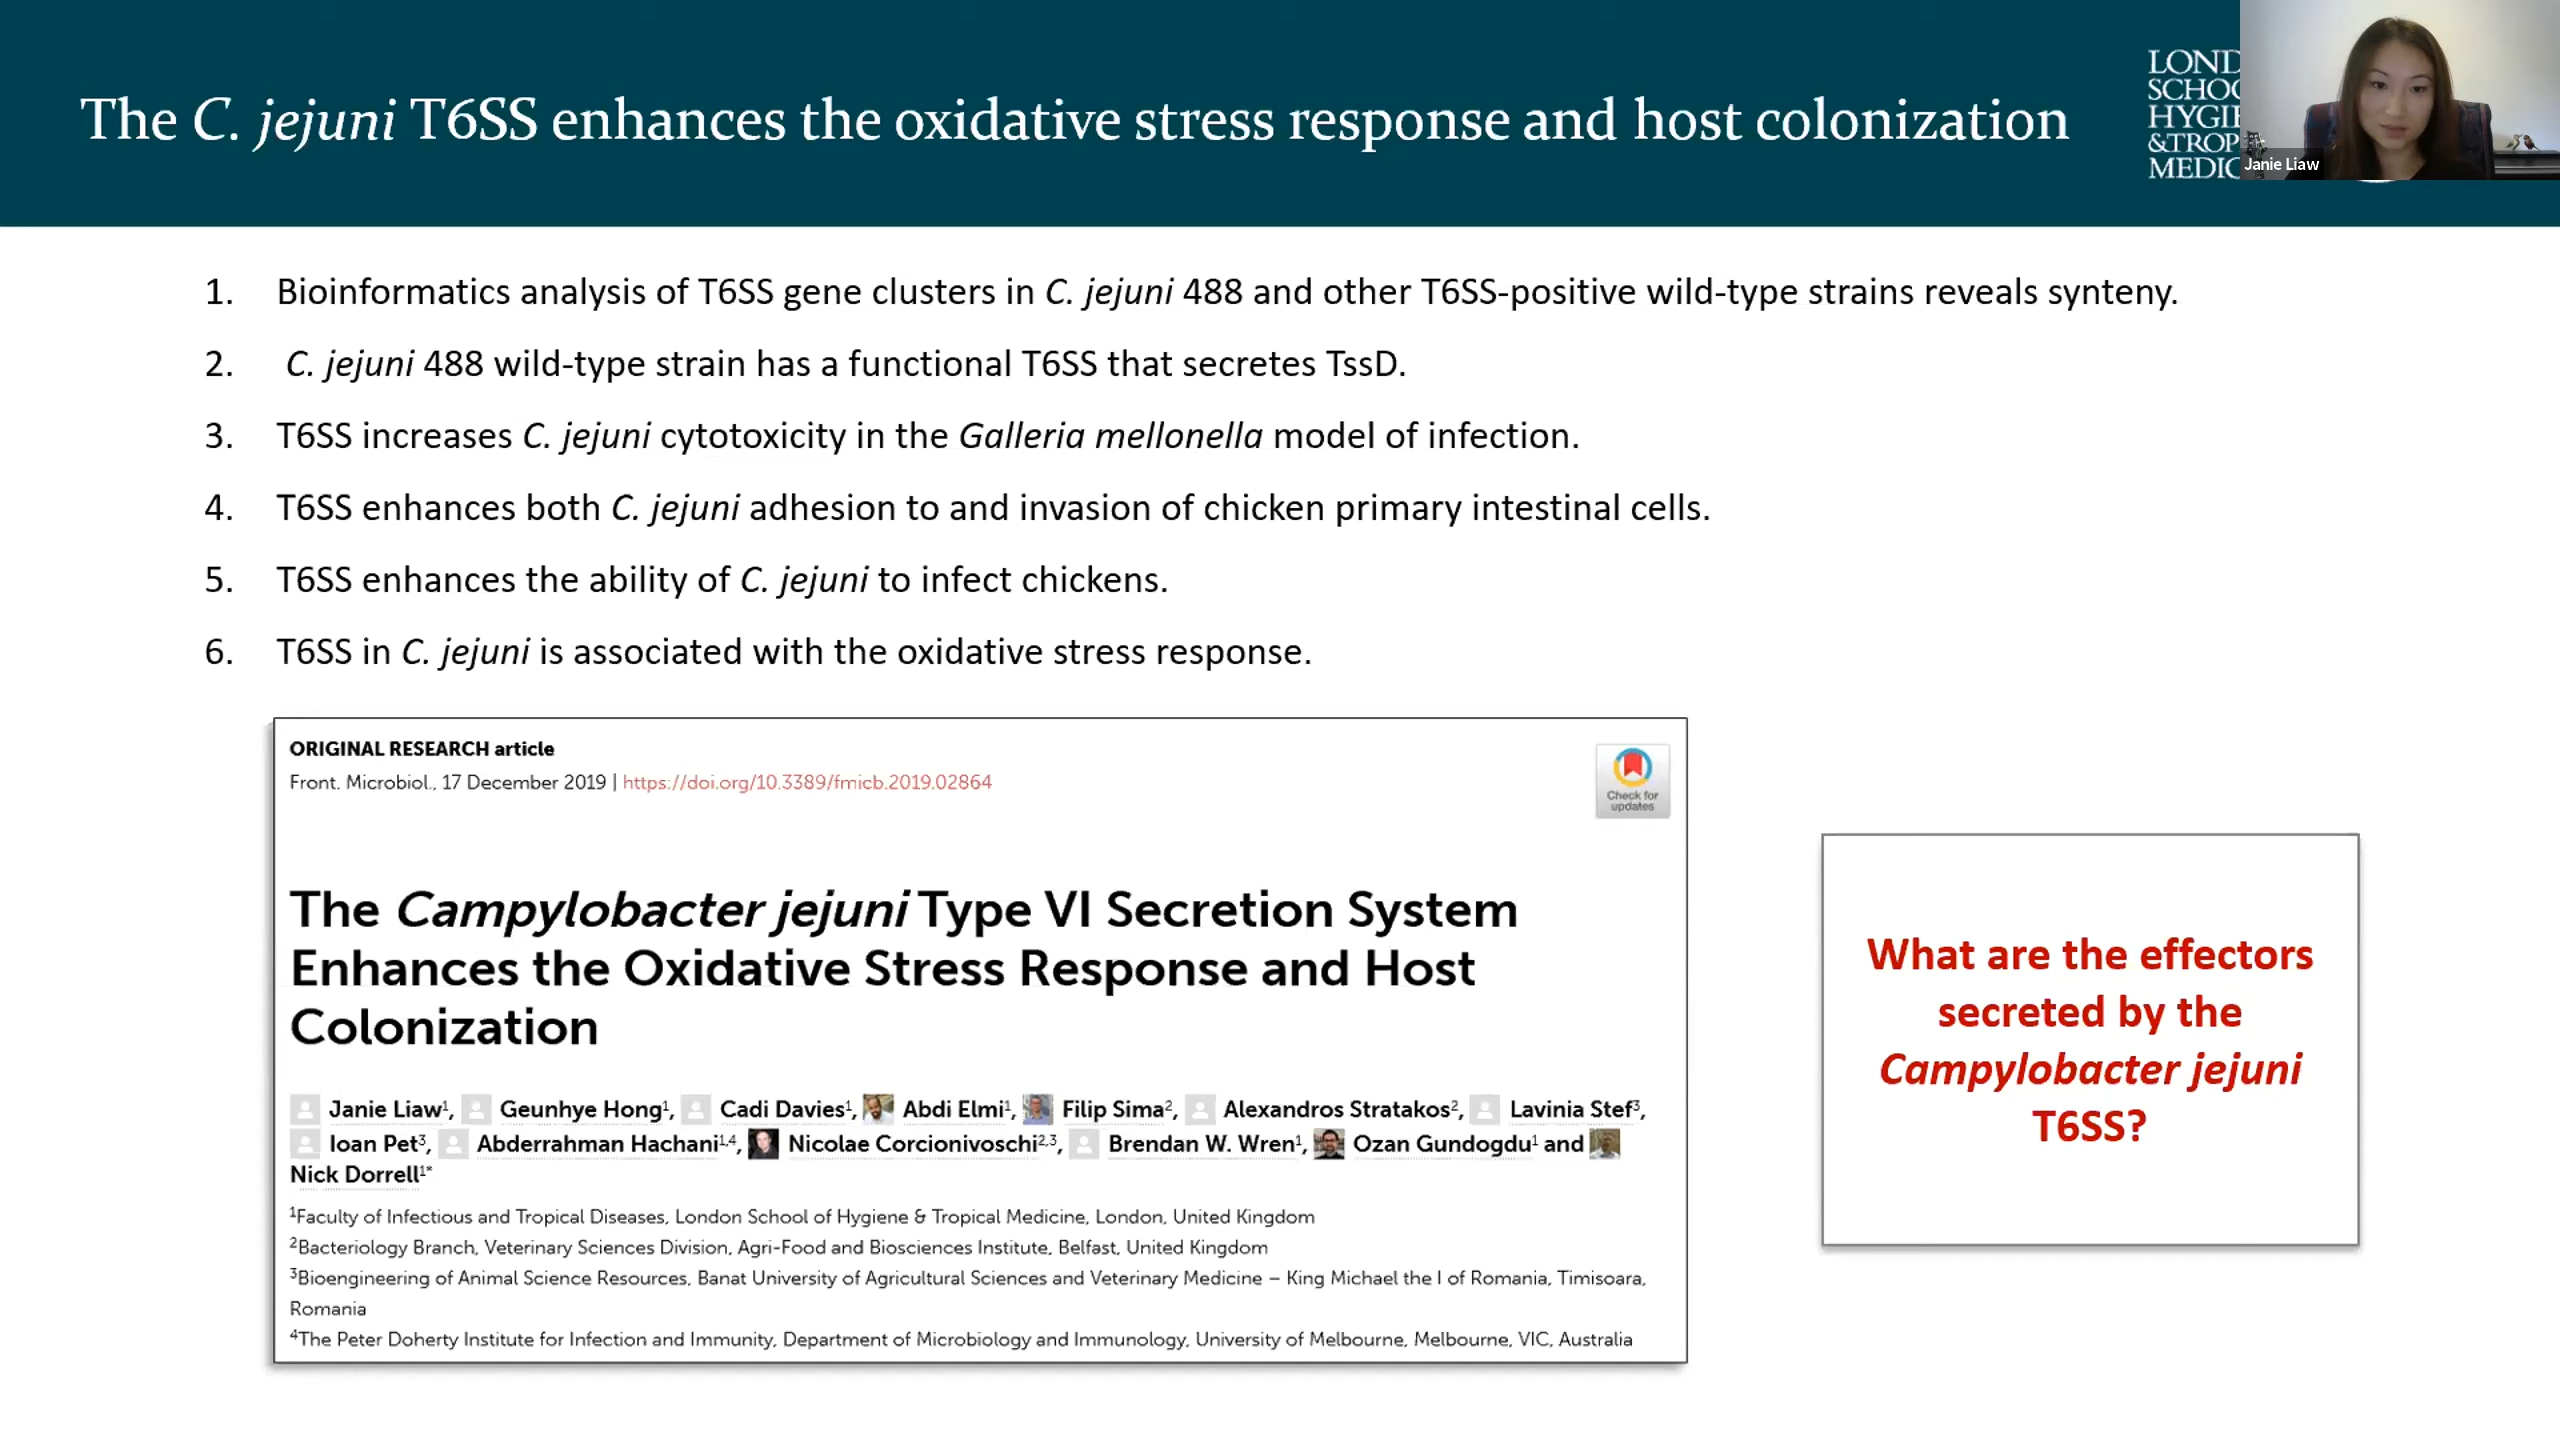 The C. jejuni T6SS enhances the oxidative stress response and host colonization
LOND
SCHOO
HYGIE
&TROP
MEDIC
Janie Liaw
1. Bioinformatics analysis of T6SS gene clusters in C. jejuni 488 and other T6SS-positive wild-type strains reveals synteny.
2. C. jejuni 488 wild-type strain has a functional T6SS that secretes TssD.
3. T6SS increases C. jejuni cytotoxicity in the Galleria mellonella model of infection.
4. T6SS enhances both C. jejuni adhesion to and invasion of chicken primary intestinal cells.
5. T6SS enhances the ability of C. jejuni to infect chickens.
6. T6SS in C. jejuni is associated with the oxidative stress response.
ORIGINAL RESEARCH article
Front. Microbiol., 17 December 2019 | https://doi.org/10.3389/fmicb.2019.02864
Check for
updates
The Campylobacter jejuni Type VI Secretion System
Enhances the Oxidative Stress Response and Host
Colonization
Janie Liaw¹, Geunhye Hong¹, Cadi Davies¹, Abdi Elmi¹, Filip Sima², Alexandros Stratakos², Lavinia Stef³,
Ioan Pet³, Abderrahman Hachani¹,⁴, Nicolae Corcionivoschi²,³, Brendan W. Wren¹, Ozan Gundogdu¹ and
Nick Dorrell¹*
¹Faculty of Infectious and Tropical Diseases, London School of Hygiene & Tropical Medicine, London, United Kingdom
²Bacteriology Branch, Veterinary Sciences Division, Agri-Food and Biosciences Institute, Belfast, United Kingdom
³Bioengineering of Animal Science Resources, Banat University of Agricultural Sciences and Veterinary Medicine – King Michael the I of Romania, Timisoara,
Romania
⁴The Peter Doherty Institute for Infection and Immunity, Department of Microbiology and Immunology, University of Melbourne, Melbourne, VIC, Australia
What are the effectors
secreted by the
Campylobacter jejuni
T6SS?